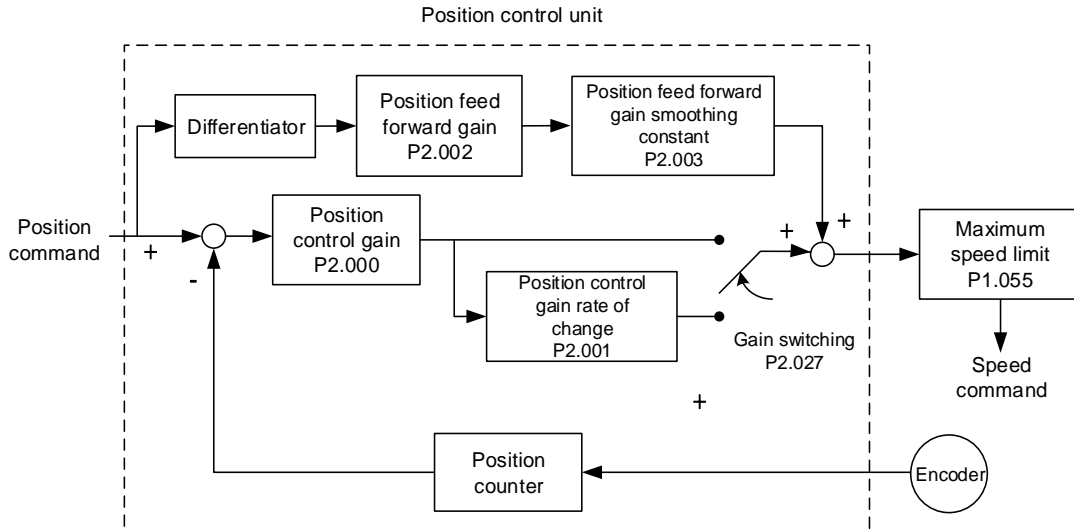 Position control unit
Differentiator
Position feed
forward gain
P2.002
Position feed forward
gain smoothing
constant
P2.003
Position
command
+
-
Position
control gain
P2.000
Position control
gain rate of
change
P2.001
+
+
Gain switching
P2.027
+
Maximum
speed limit
P1.055
Speed
command
Position
counter
Encoder